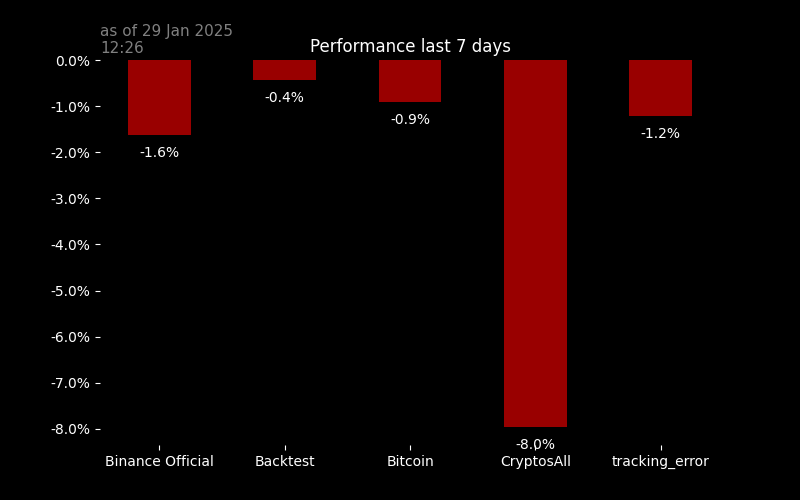 as of 29 Jan 2025
12:26
Performance last 7 days
0.0%
-1.0%
-2.0%
-3.0%
-4.0%
-5.0%
-6.0%
-7.0%
-8.0%
-1.6%
-0.4%
-0.9%
-8.0%
-1.2%
Binance Official
Backtest
Bitcoin
CryptosAll
tracking_error